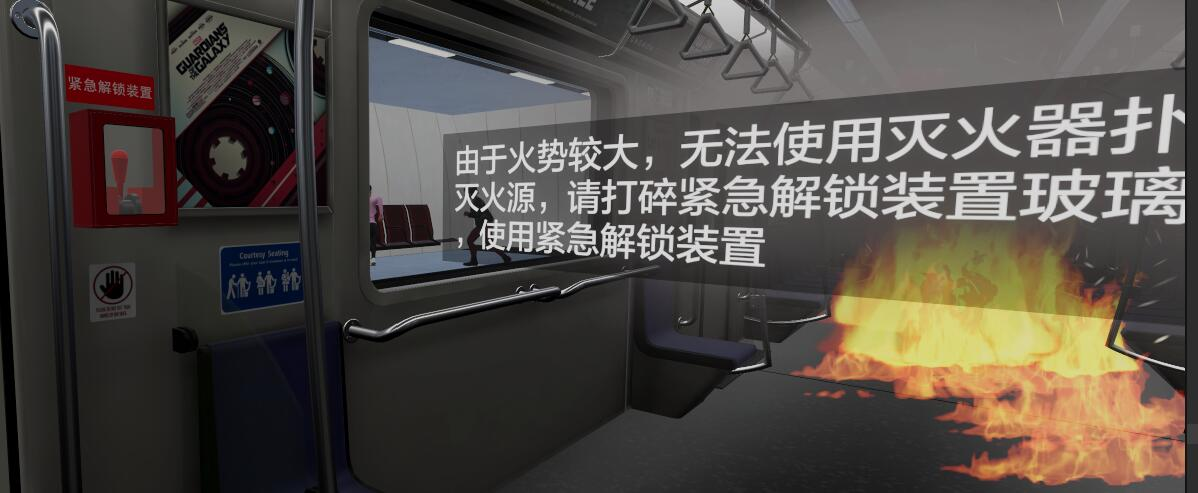 紧急解锁装置
GUARDIANS
OF THE
GALAXY
Courtesy Seating
由于火势较大，无法使用灭火器扑
灭火源，请打碎紧急解锁装置玻璃
，使用紧急解锁装置